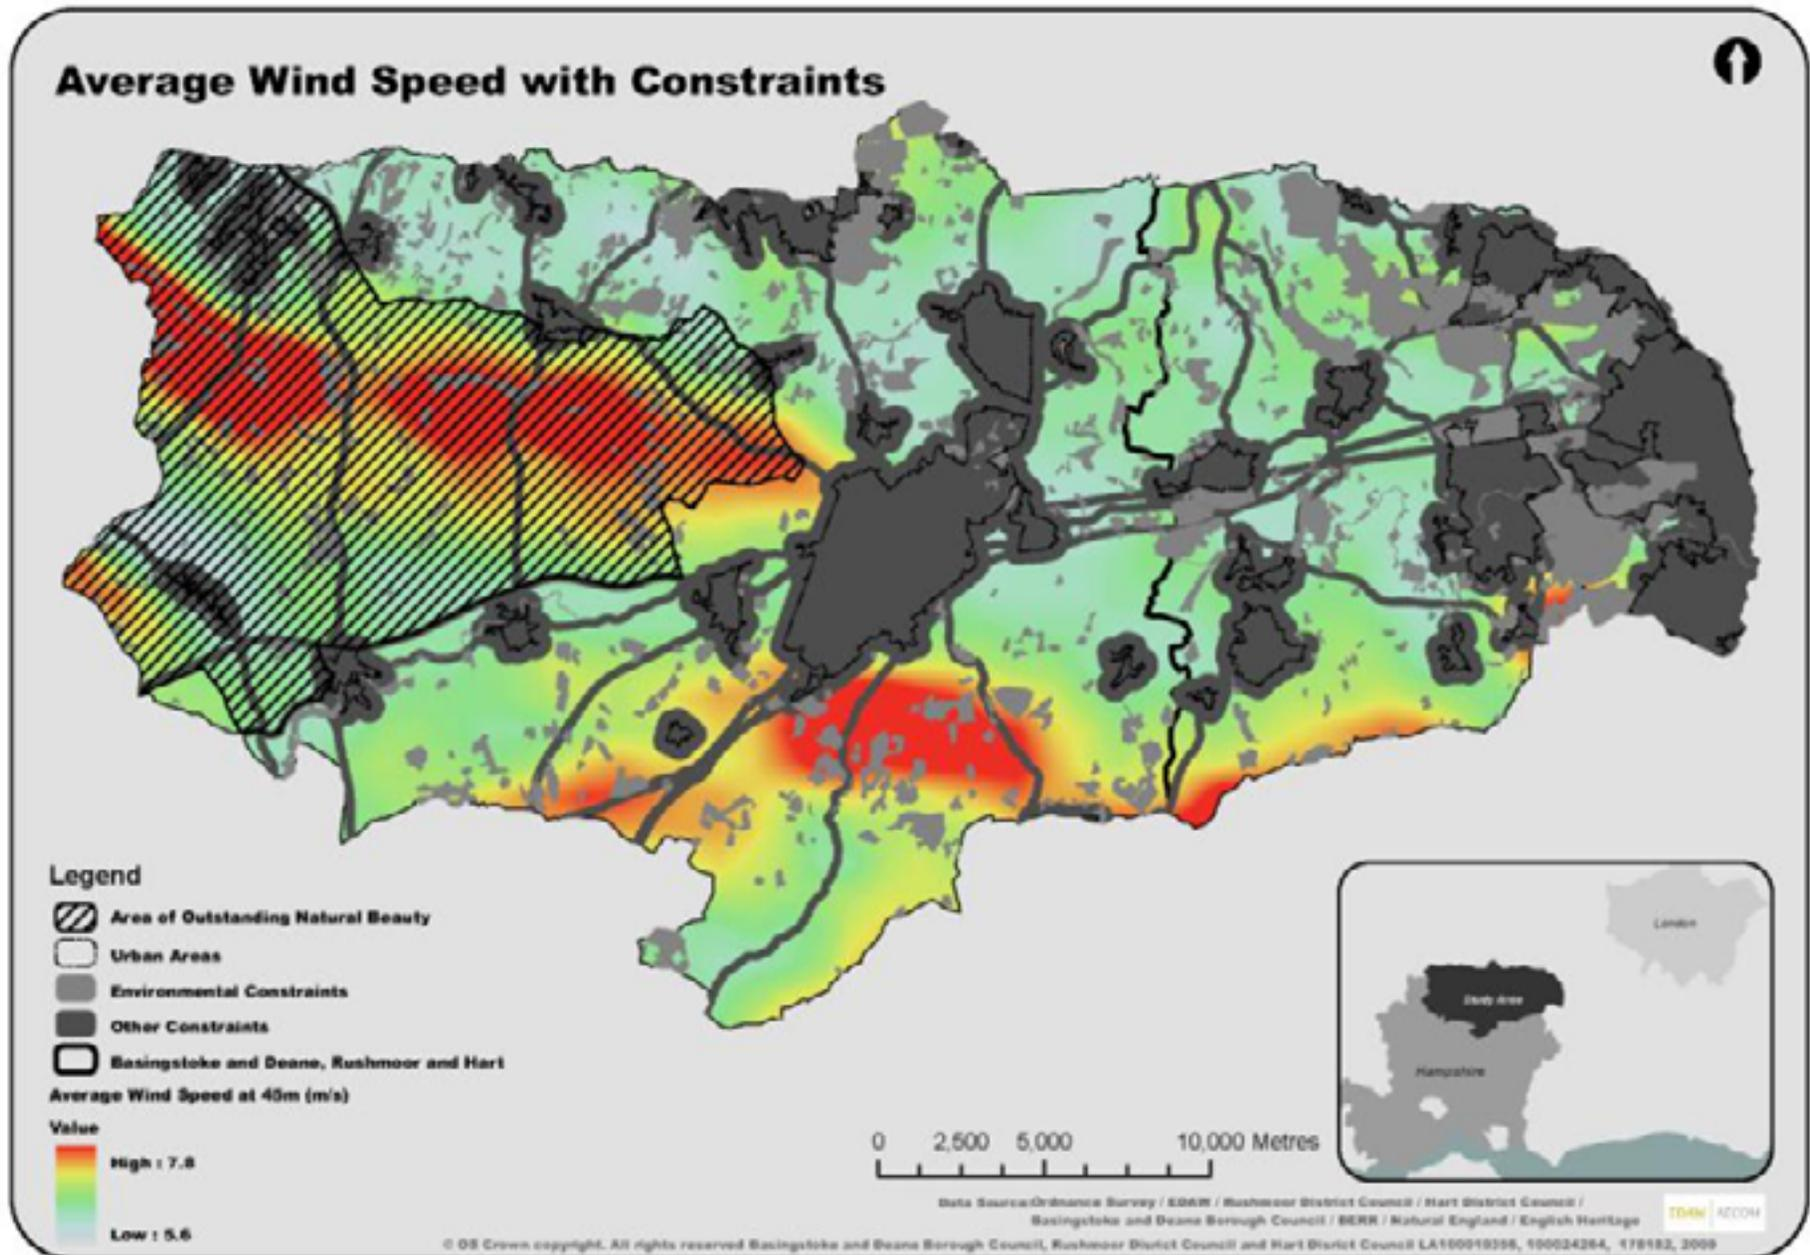 Average Wind Speed with Constraints
Legend
Area of Outstanding Natural Beauty
Urban Areas
Environmental Constraints
Other Constraints
Basingstoke and Deane, Rushmoor and Hart
Average Wind Speed at 45m (m/s)
Value
High : 7.8
Low : 5.6
0 2,500 5,000 10,000 Metres
London
Study Area
Hampshire
Data Source:Ordnance Survey / EDAW / Rushmoor District Council / Hart District Council /
Basingstoke and Deane Borough Council / BERR / Natural England / English Heritage
EDAW AECOM
© OS Crown copyright. All rights reserved Basingstoke and Deane Borough Council, Rushmoor District Council and Hart District Council